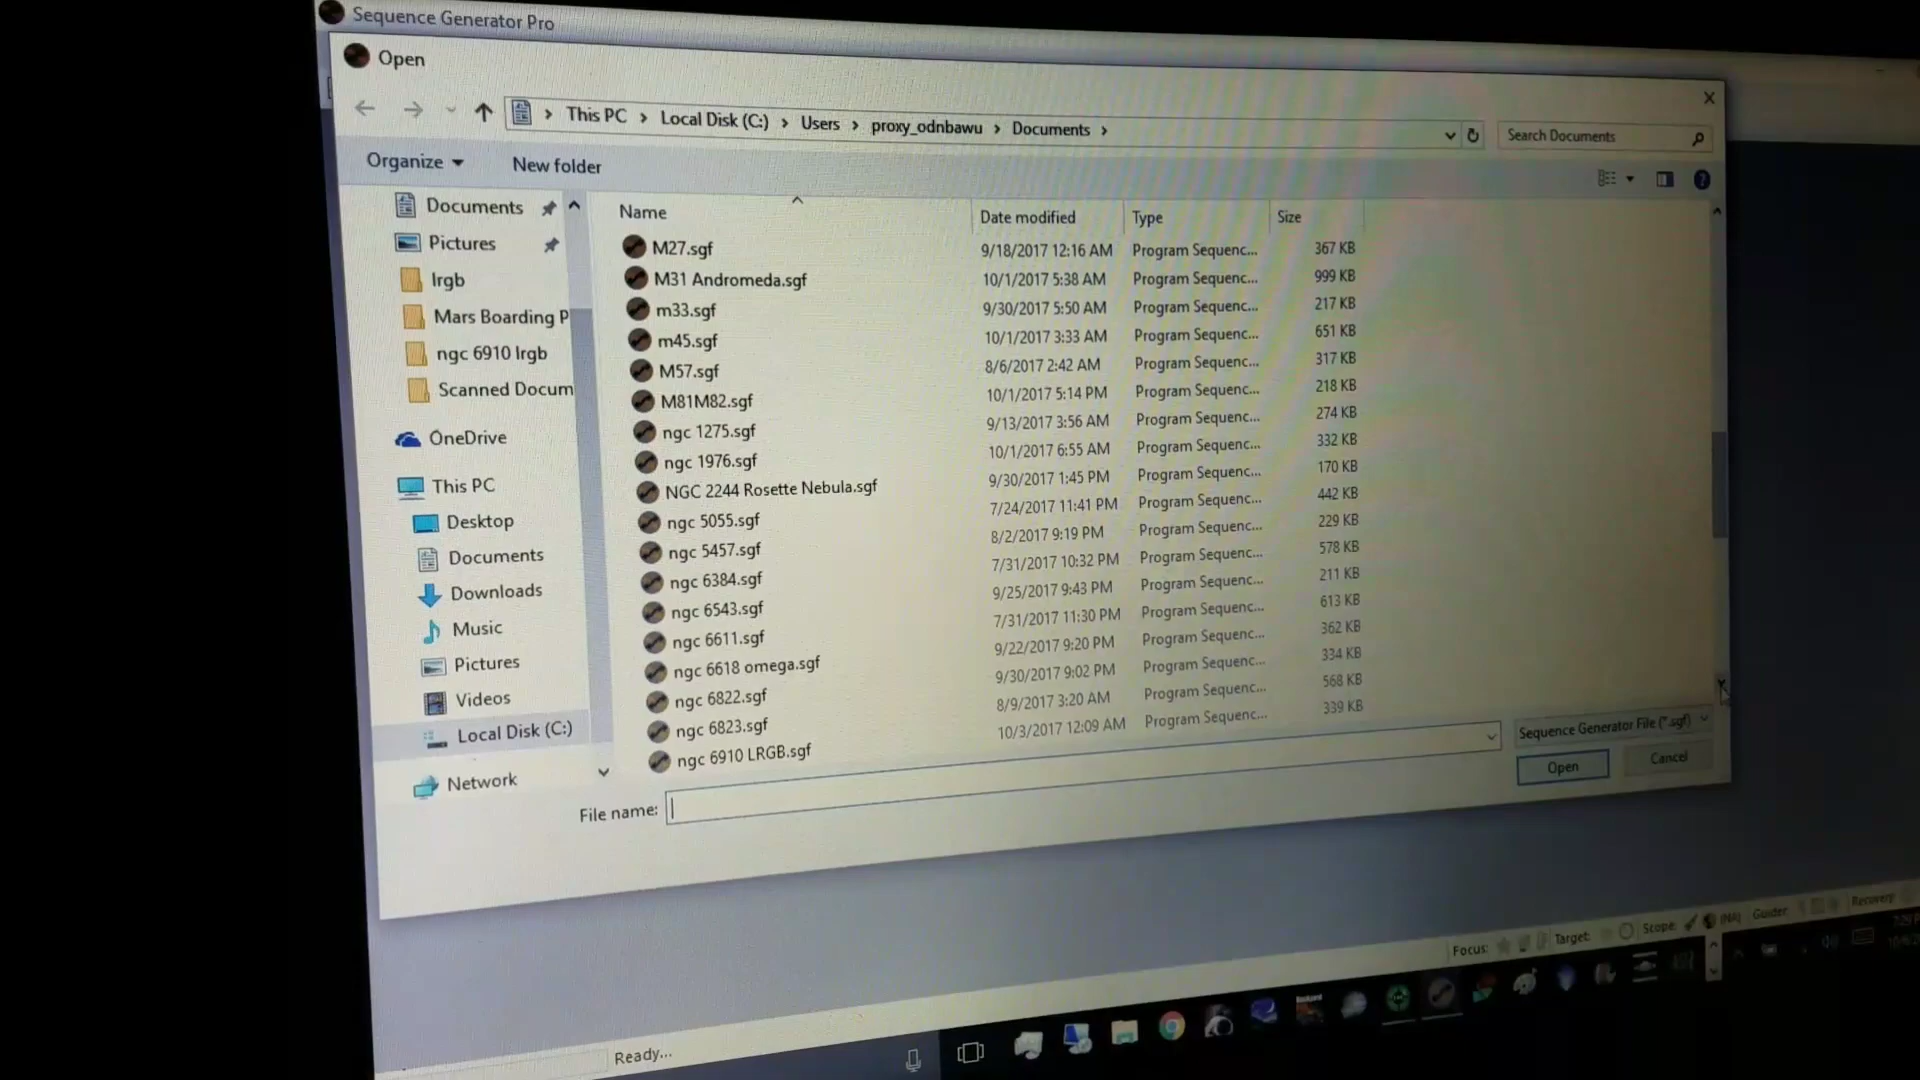 Sequence Generator Pro
Open
This PC > Local Disk (C:) > Users > proxy_odnbawu > Documents >
Search Documents
Organize
New folder
Documents
Pictures
lrgb
Mars Boarding P
ngc 6910 lrgb
Scanned Docum
OneDrive
This PC
Desktop
Documents
Downloads
Music
Pictures
Videos
Local Disk (C:)
Network
Name Date modified Type Size
M27.sgf 9/18/2017 12:16 AM Program Sequenc... 367 KB
M31 Andromeda.sgf 10/1/2017 5:38 AM Program Sequenc... 999 KB
m33.sgf 9/30/2017 5:50 AM Program Sequenc... 217 KB
m45.sgf 10/1/2017 3:33 AM Program Sequenc... 651 KB
M57.sgf 8/6/2017 2:42 AM Program Sequenc... 317 KB
M81M82.sgf 10/1/2017 5:14 PM Program Sequenc... 218 KB
ngc 1275.sgf 9/13/2017 3:56 AM Program Sequenc... 274 KB
ngc 1976.sgf 10/1/2017 6:55 AM Program Sequenc... 332 KB
NGC 2244 Rosette Nebula.sgf 9/30/2017 1:45 PM Program Sequenc... 170 KB
ngc 5055.sgf 7/24/2017 11:41 PM Program Sequenc... 442 KB
ngc 5457.sgf 8/2/2017 9:19 PM Program Sequenc... 229 KB
ngc 6384.sgf 7/31/2017 10:32 PM Program Sequenc... 578 KB
ngc 6543.sgf 9/25/2017 9:43 PM Program Sequenc... 211 KB
ngc 6611.sgf 7/31/2017 11:30 PM Program Sequenc... 613 KB
ngc 6618 omega.sgf 9/22/2017 9:20 PM Program Sequenc... 362 KB
ngc 6822.sgf 9/30/2017 9:02 PM Program Sequenc... 334 KB
ngc 6823.sgf 8/9/2017 3:20 AM Program Sequenc... 568 KB
ngc 6910 LRGB.sgf 10/3/2017 12:09 AM Program Sequenc... 339 KB
File name:
Sequence Generator File (*.sgf)
Open
Cancel
Focus: Target: Scope: (NA) Guider: Recovery
Ready...